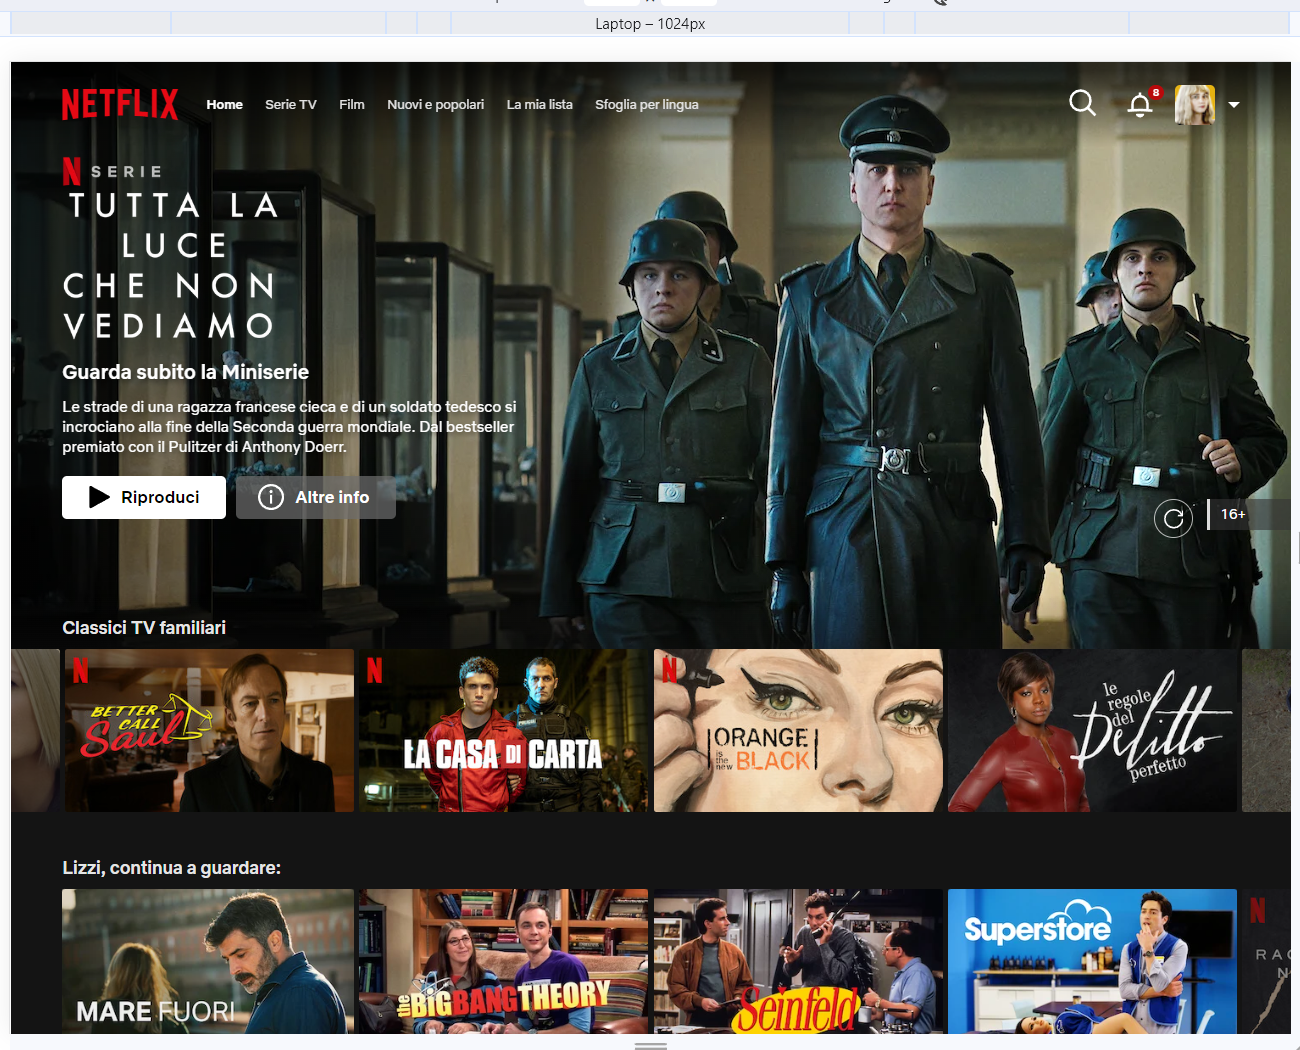 Laptop – 1024px
NETFLIX Home Serie TV Film Nuovi e popolari La mia lista Sfoglia per lingua 8
N SERIE
TUTTA LA
LUCE
CHE NON
VEDIAMO
Guarda subito la Miniserie
Le strade di una ragazza francese cieca e di un soldato tedesco si
incrociano alla fine della Seconda guerra mondiale. Dal bestseller
premiato con il Pulitzer di Anthony Doerr.
Riproduci Altre info
16+
Classici TV familiari
N
BETTER
CALL
Saul
N
LA CASA DI CARTA
N
ORANGE
is the new BLACK
le
regole
del
Delitto
perfetto
Lizzi, continua a guardare:
MARE FUORI
the BIG BANG THEORY
Seinfeld
Superstore
N